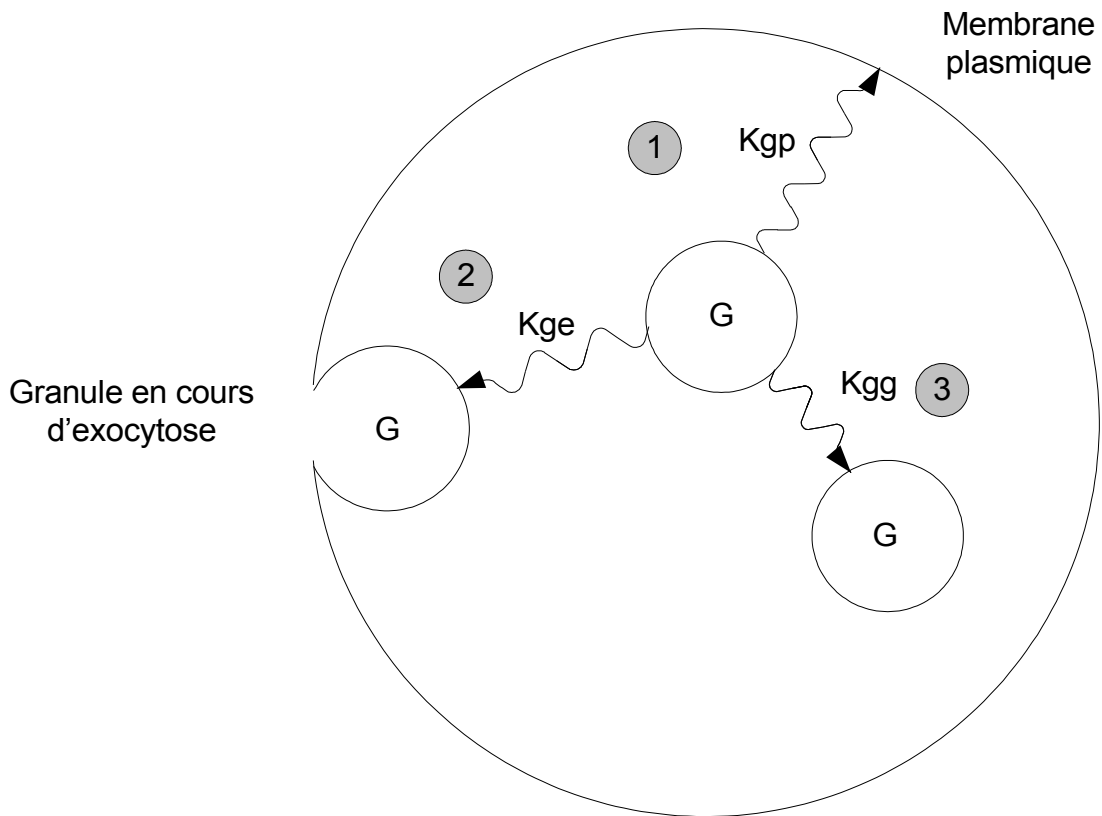 Membrane
plasmique
1
Kgp
2
Kge
G
Kgg
3
Granule en cours
d'exocytose
G
G